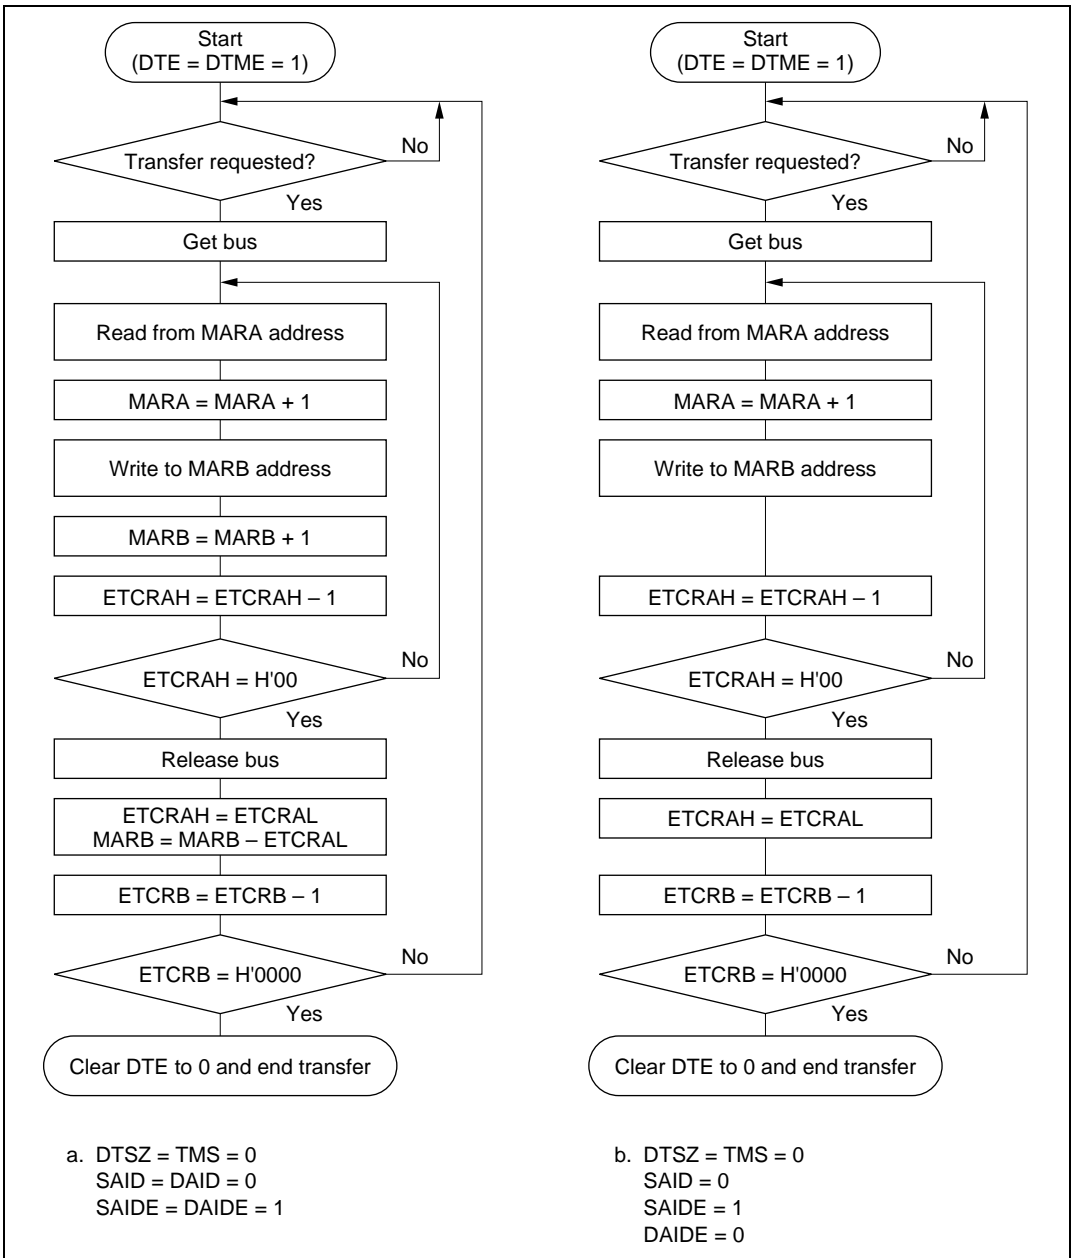 Start
(DTE = DTME = 1)
Transfer requested?
No
Yes
Get bus
Read from MARA address
MARA = MARA + 1
Write to MARB address
MARB = MARB + 1
ETCRAH = ETCRAH – 1
ETCRAH = H'00
No
Yes
Release bus
ETCRAH = ETCRAL
MARB = MARB – ETCRAL
ETCRB = ETCRB – 1
ETCRB = H'0000
No
Yes
Clear DTE to 0 and end transfer
a. DTSZ = TMS = 0
SAID = DAID = 0
SAIDE = DAIDE = 1
Start
(DTE = DTME = 1)
Transfer requested?
No
Yes
Get bus
Read from MARA address
MARA = MARA + 1
Write to MARB address
ETCRAH = ETCRAH – 1
ETCRAH = H'00
No
Yes
Release bus
ETCRAH = ETCRAL
ETCRB = ETCRB – 1
ETCRB = H'0000
No
Yes
Clear DTE to 0 and end transfer
b. DTSZ = TMS = 0
SAID = 0
SAIDE = 1
DAIDE = 0